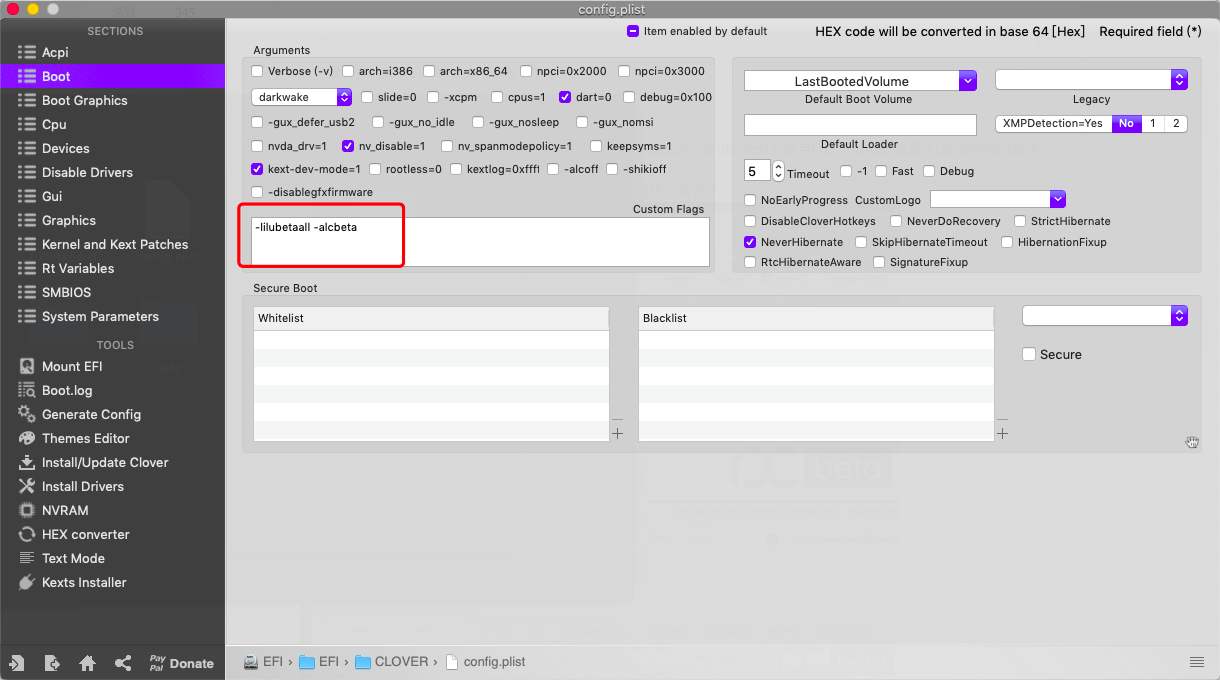 config.plist
SECTIONS
Acpi
Boot
Boot Graphics
Cpu
Devices
Disable Drivers
Gui
Graphics
Kernel and Kext Patches
Rt Variables
SMBIOS
System Parameters
TOOLS
Mount EFI
Boot.log
Generate Config
Themes Editor
Install/Update Clover
Install Drivers
NVRAM
HEX converter
Text Mode
Kexts Installer
Pay Pal Donate
Item enabled by default HEX code will be converted in base 64 [Hex] Required field (*)
Arguments
Verbose (-v) arch=i386 arch=x86_64 npci=0x2000 npci=0x3000
darkwake slide=0 -xcpm cpus=1 dart=0 debug=0x100
-gux_defer_usb2 -gux_no_idle -gux_nosleep -gux_nomsi
nvda_drv=1 nv_disable=1 nv_spanmodepolicy=1 keepsyms=1
kext-dev-mode=1 rootless=0 kextlog=0xffff -alcoff -shikioff
-disablegfxfirmware
Custom Flags
-lilubetaall -alcbeta
LastBootedVolume
Default Boot Volume
Legacy
Default Loader
XMPDetection=Yes No 1 2
5 Timeout -1 Fast Debug
NoEarlyProgress CustomLogo
DisableCloverHotkeys NeverDoRecovery StrictHibernate
NeverHibernate SkipHibernateTimeout HibernationFixup
RtcHibernateAware SignatureFixup
Secure Boot
Whitelist
Blacklist
Secure
EFI › EFI › CLOVER › config.plist